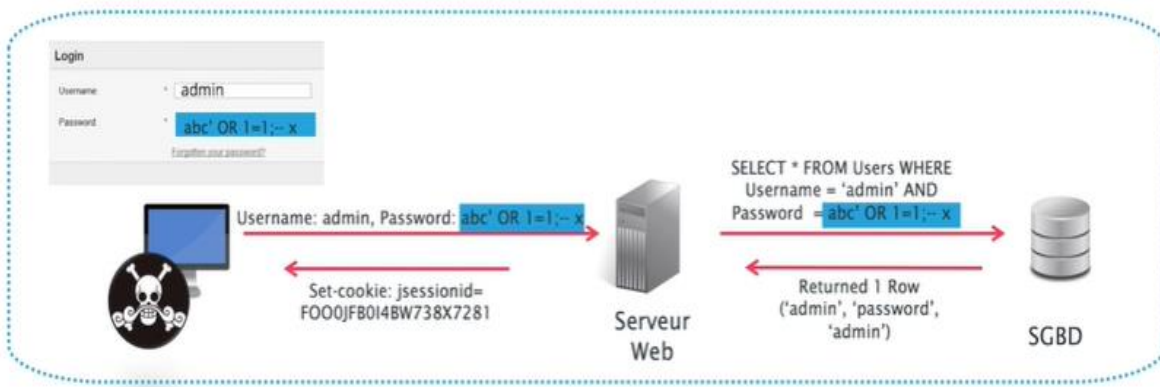 Login
Username * admin
Password * abc' OR 1=1;-- x
Forgotten your password?
Username: admin, Password: abc' OR 1=1;-- x
Set-cookie: jsessionid=
FOO0JFB0I4BW738X7281
Serveur
Web
SELECT * FROM Users WHERE
Username = ‘admin’ AND
Password = abc' OR 1=1;-- x
Returned 1 Row
(‘admin’, ‘password’,
‘admin’)
SGBD